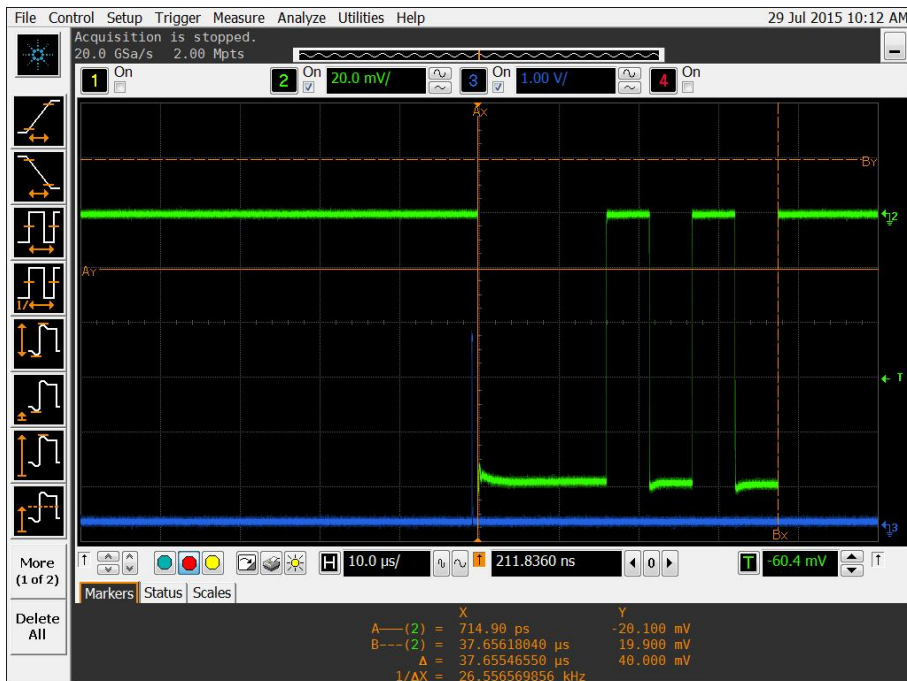 File Control Setup Trigger Measure Analyze Utilities Help 29 Jul 2015 10:12 AM
Acquisition is stopped.
20.0 GSa/s 2.00 Mpts
1 On 2 On 20.0 mV/ 3 On 1.00 V/ 4 On
AX
BY
2
AY
1/
T
3
BX
More
(1 of 2)
Delete
All
H 10.0 µs/ 211.8360 ns 0 T -60.4 mV
Markers Status Scales
X Y
A——(2) = 714.90 ps -20.100 mV
B---(2) = 37.65618040 µs 19.900 mV
Δ = 37.65546550 µs 40.000 mV
1/ΔX = 26.556569856 kHz